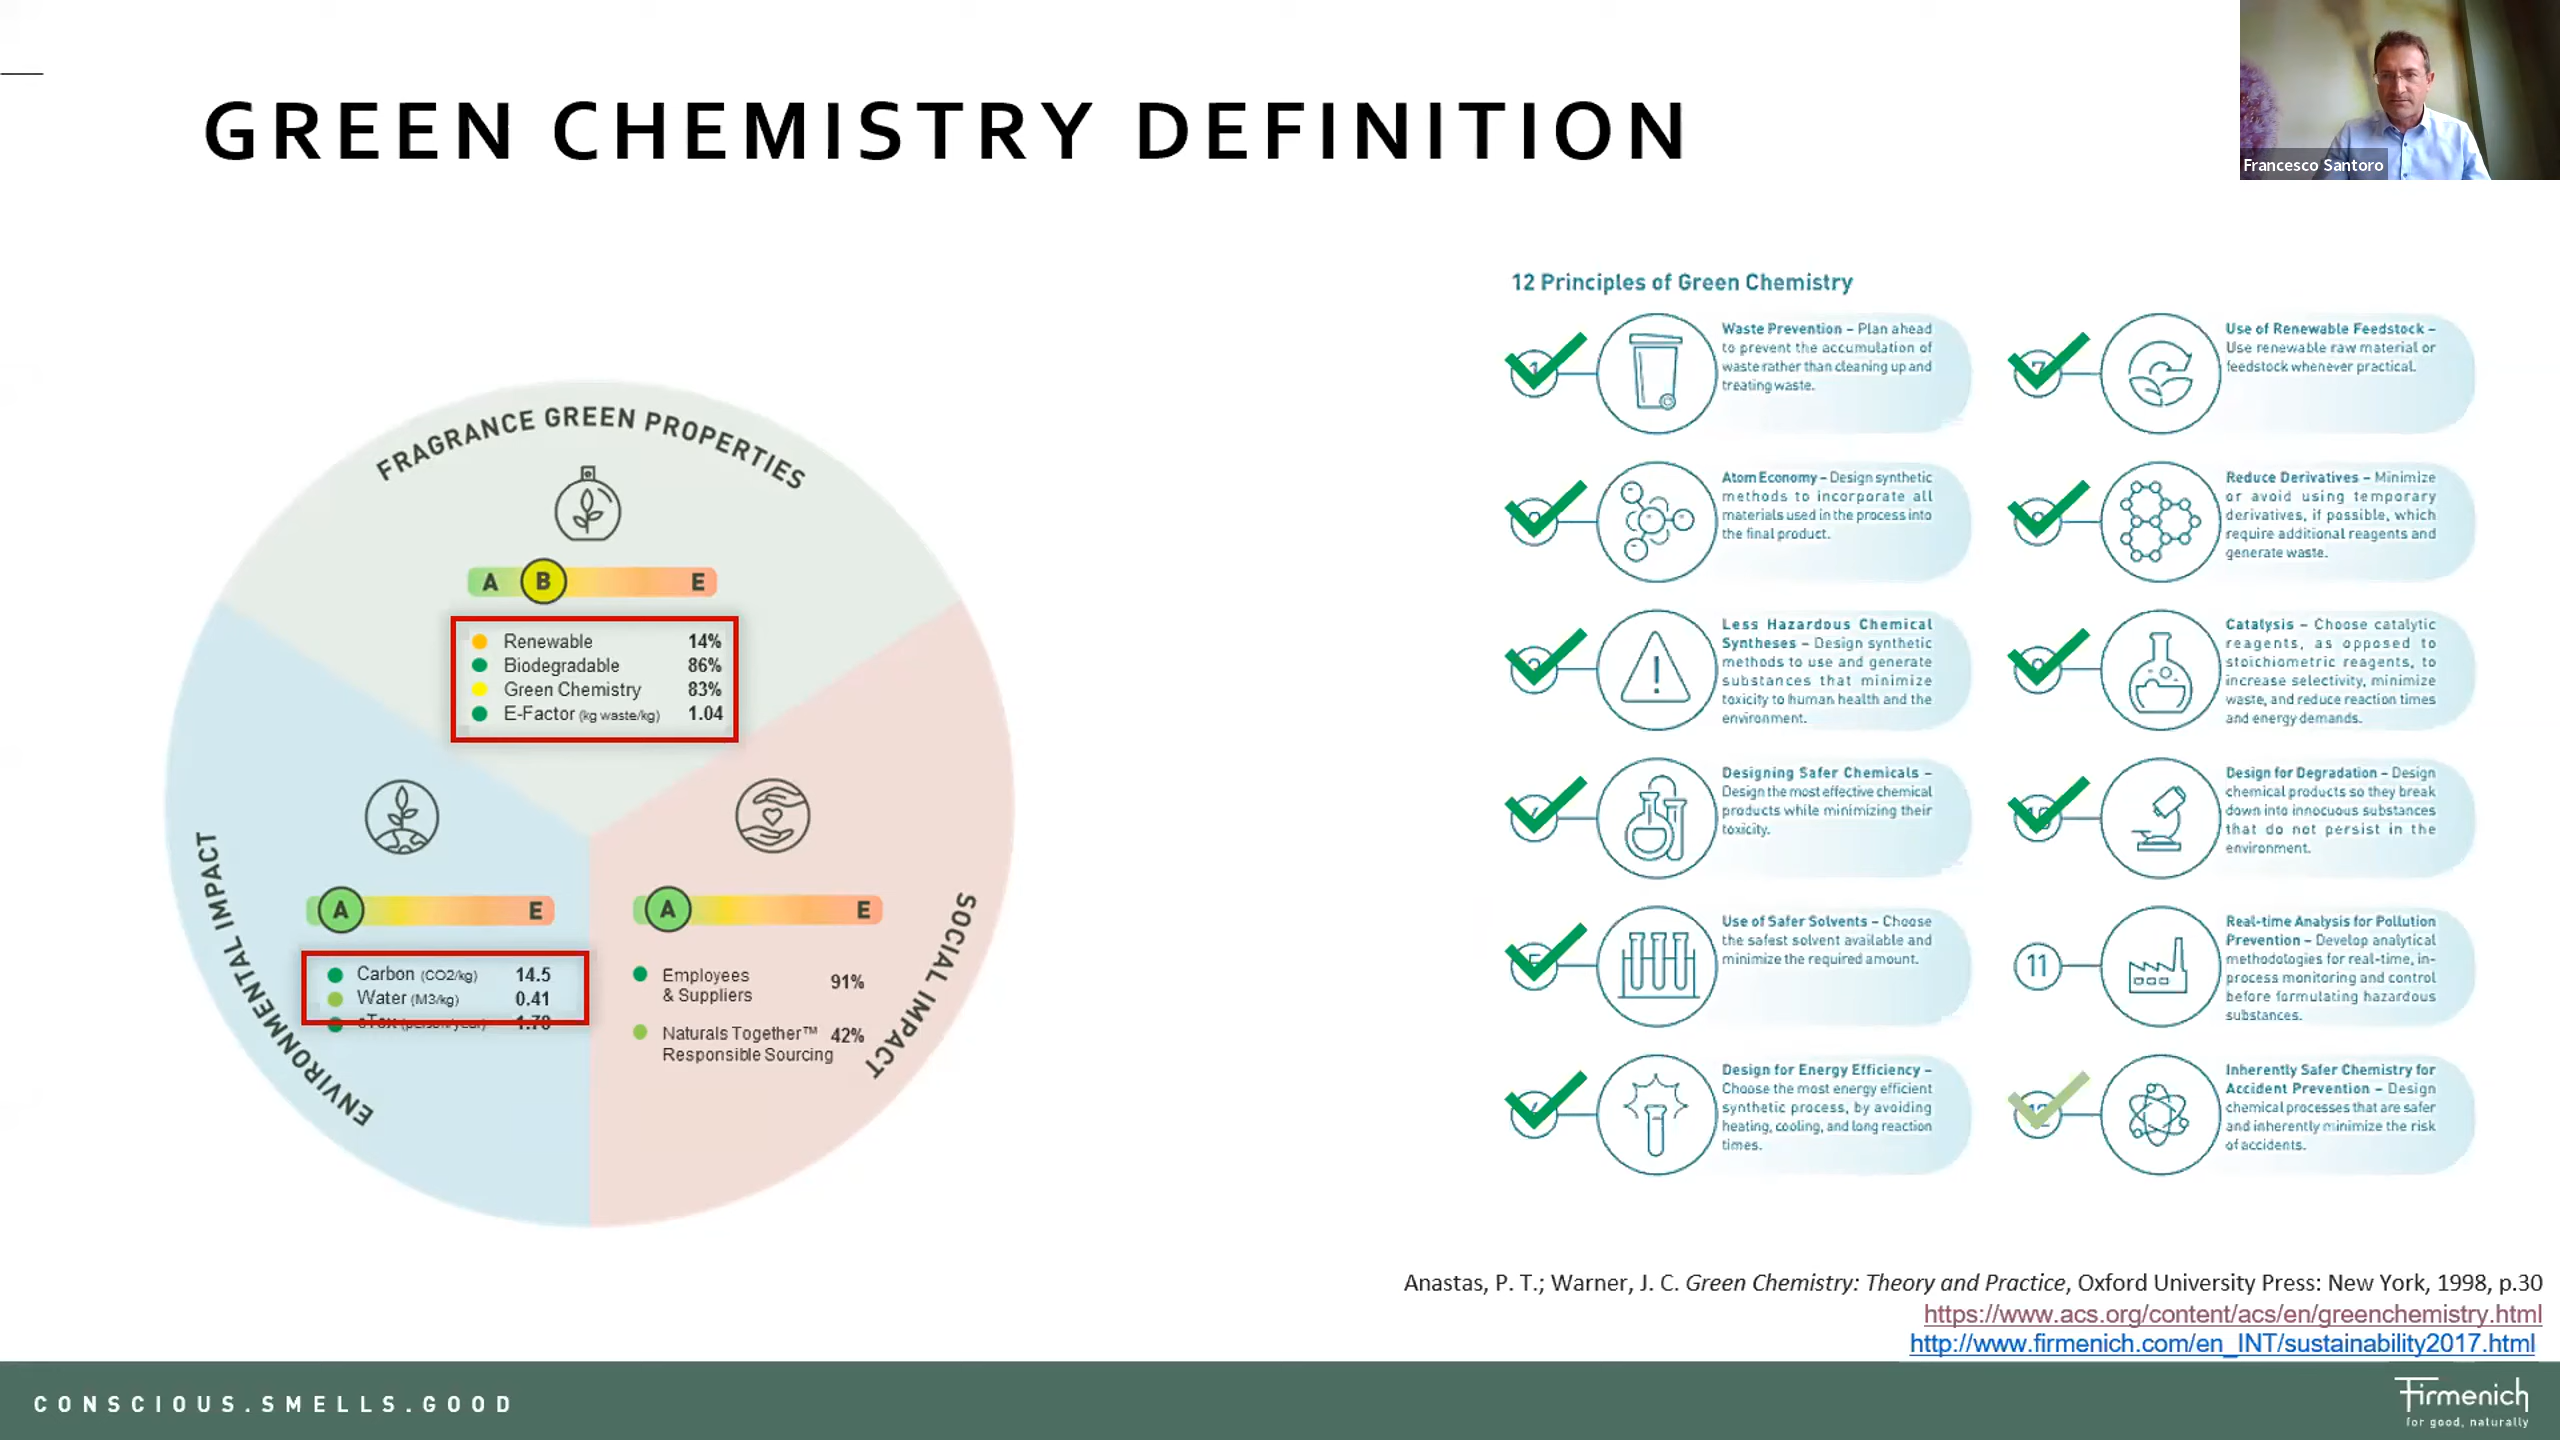 GREEN CHEMISTRY DEFINITION
Francesco Santoro
FRAGRANCE GREEN PROPERTIES
A B E
Renewable 14%
Biodegradable 86%
Green Chemistry 83%
E-Factor (kg waste/kg) 1.04
ENVIRONMENTAL IMPACT
A E
Carbon (CO2/kg) 14.5
Water (M3/kg) 0.41
SOCIAL IMPACT
A E
Employees
& Suppliers
91%
Naturals Together™ 42%
Responsible Sourcing
12 Principles of Green Chemistry
Waste Prevention – Plan ahead
to prevent the accumulation of
waste rather than cleaning up and
treating waste.
Atom Economy – Design synthetic
methods to incorporate all
materials used in the process into
the final product.
Less Hazardous Chemical
Syntheses – Design synthetic
methods to use and generate
substances that minimize
toxicity to human health and the
environment.
Designing Safer Chemicals –
Design the most effective chemical
products while minimizing their
toxicity.
Use of Safer Solvents – Choose
the safest solvent available and
minimize the required amount.
Design for Energy Efficiency –
Choose the most energy efficient
synthetic process, by avoiding
heating, cooling, and long reaction
times.
Use of Renewable Feedstock –
Use renewable raw material or
feedstock whenever practical.
Reduce Derivatives – Minimize
or avoid using temporary
derivatives, if possible, which
require additional reagents and
generate waste.
Catalysis – Choose catalytic
reagents, as opposed to
stoichiometric reagents, to
increase selectivity, minimize
waste, and reduce reaction times
and energy demands.
Design for Degradation – Design
chemical products so they break
down into innocuous substances
that do not persist in the
environment.
11
Real-time Analysis for Pollution
Prevention – Develop analytical
methodologies for real-time, in-
process monitoring and control
before formulating hazardous
substances.
Inherently Safer Chemistry for
Accident Prevention – Design
chemical processes that are safer
and inherently minimize the risk
of accidents.
Anastas, P. T.; Warner, J. C. Green Chemistry: Theory and Practice, Oxford University Press: New York, 1998, p.30
https://www.acs.org/content/acs/en/greenchemistry.html
http://www.firmenich.com/en_INT/sustainability2017.html
CONSCIOUS.SMELLS.GOOD
Firmenich
for good, naturally